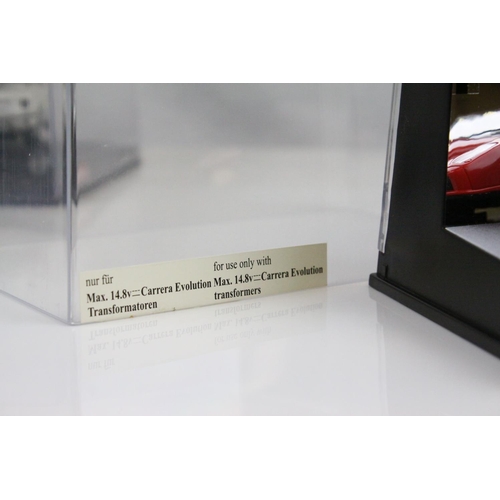 nur für
Max. 14.8v⎓Carrera Evolution
Transformatoren
for use only with
Max. 14.8v⎓Carrera Evolution
transformers